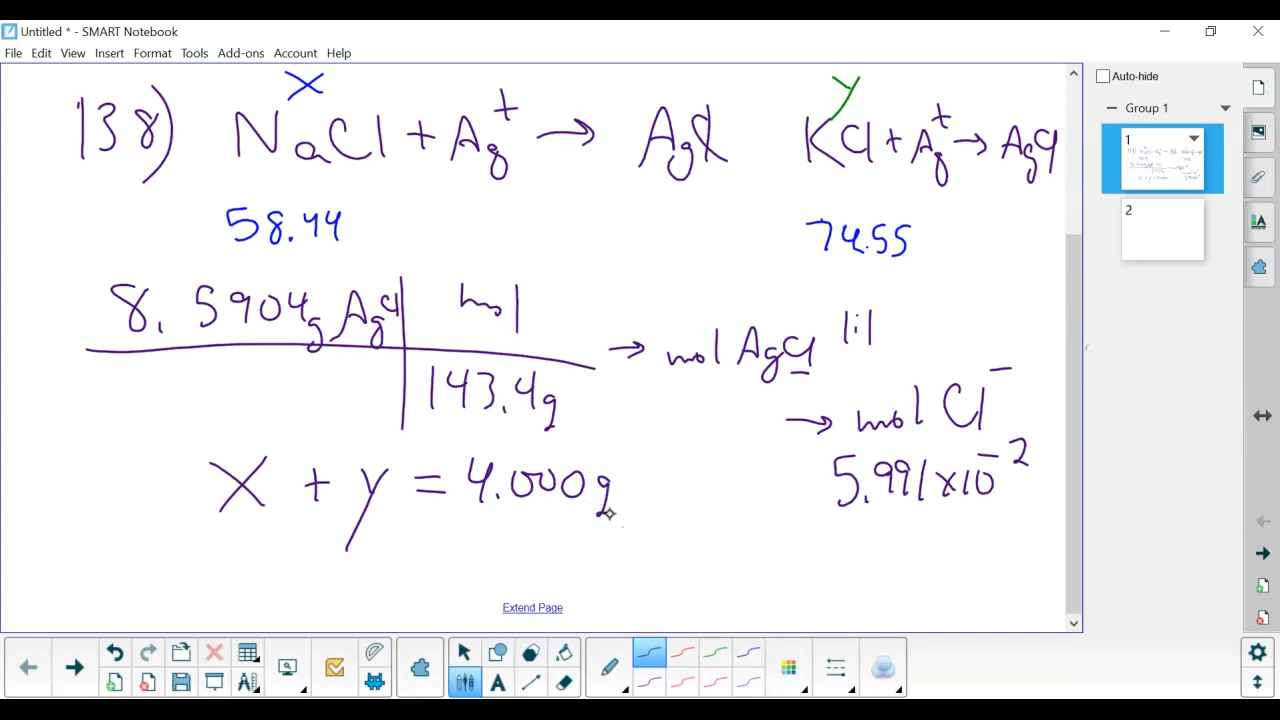 Untitled * - SMART Notebook
File Edit View Insert Format Tools Add-ons Account Help
Auto-hide
Group 1
1
2
x
y
138) NaCl + Ag+ → AgCl KCl + Ag+ → AgCl
58.44
74.55
8.5904g AgCl mol
143.4g
→ mol AgCl 1:1
→ mol Cl−
5.991×10−2
x + y = 4.000g
Extend Page